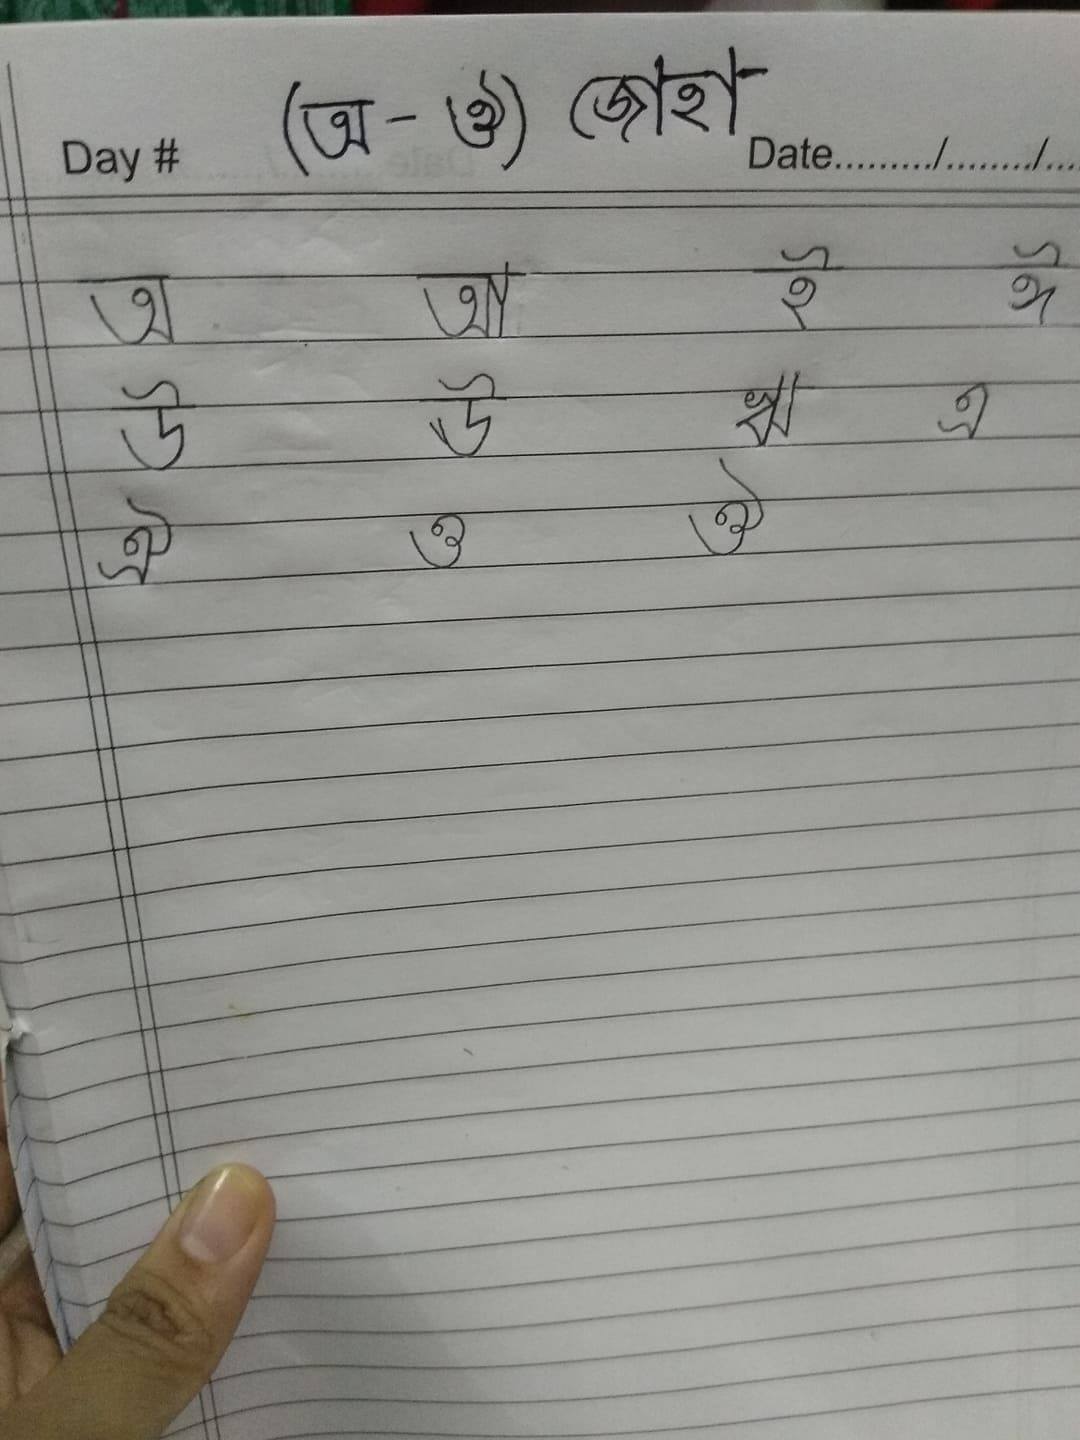 (অ - ঔ) জোহা
Day # Date........./......../....
অ আ ই ঈ
উ ঊ ঋ এ
ঐ ও ঔ